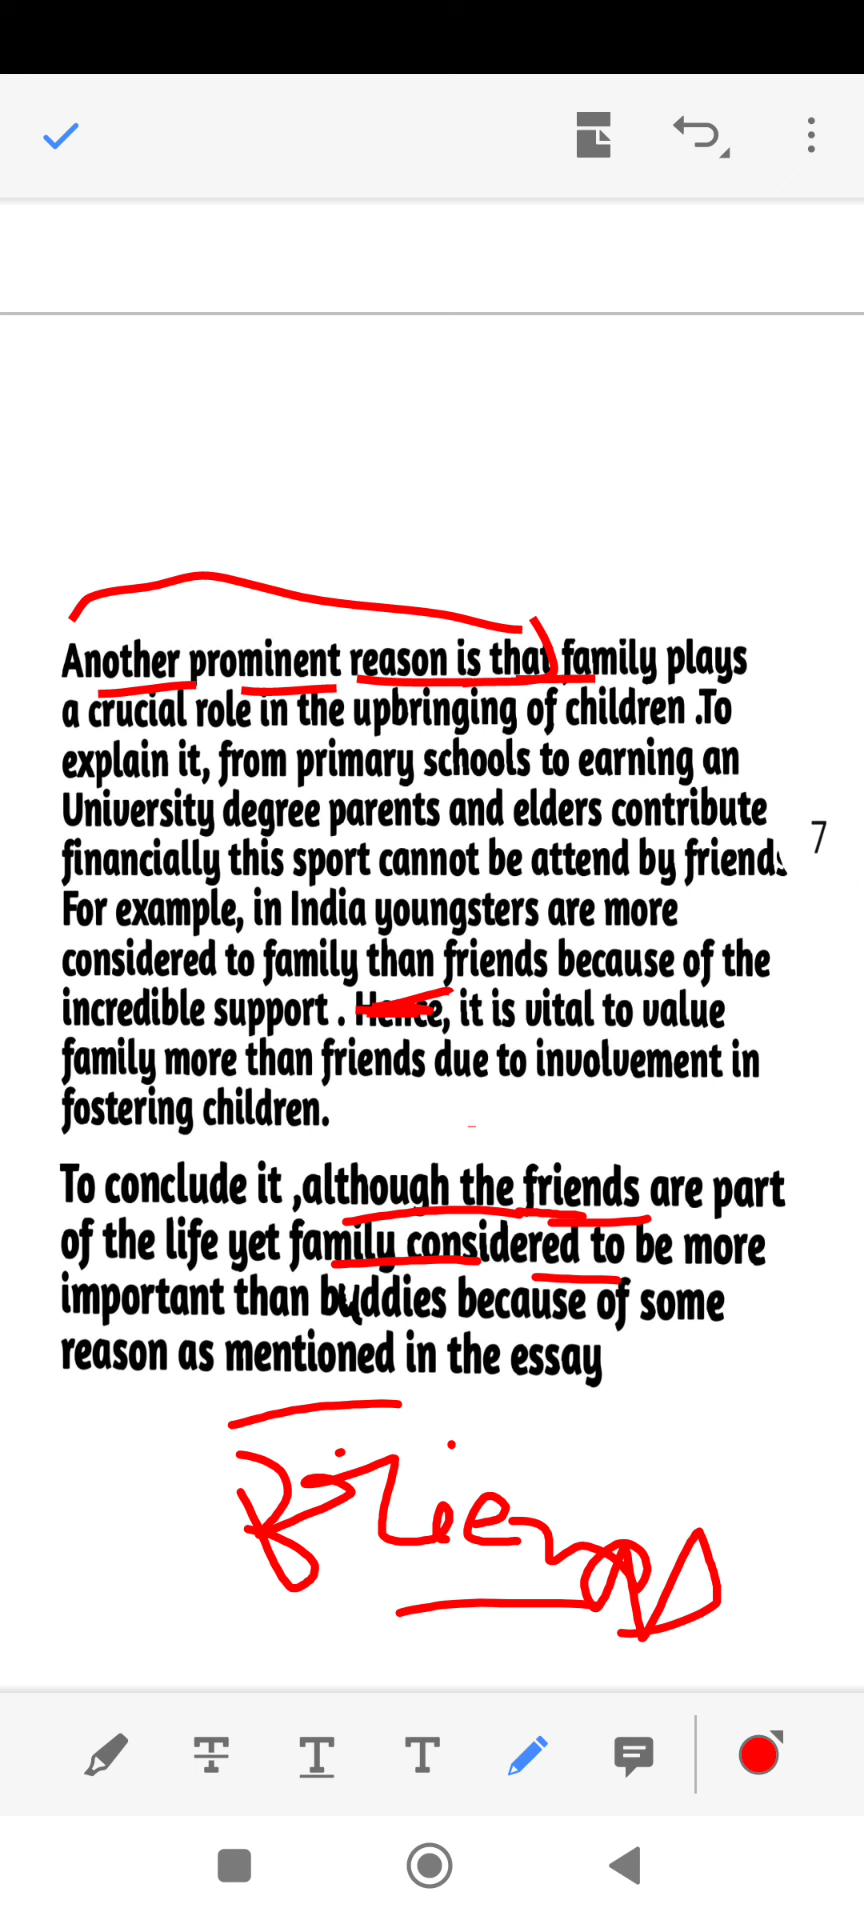 Another prominent reason is that family plays
a crucial role in the upbringing of children .To
explain it, from primary schools to earning an
University degree parents and elders contribute
financially this sport cannot be attend by friends
7
For example, in India youngsters are more
considered to family than friends because of the
incredible support . Hence, it is vital to value
family more than friends due to involvement in
fostering children.
To conclude it ,although the friends are part
of the life yet family considered to be more
important than buddies because of some
reason as mentioned in the essay